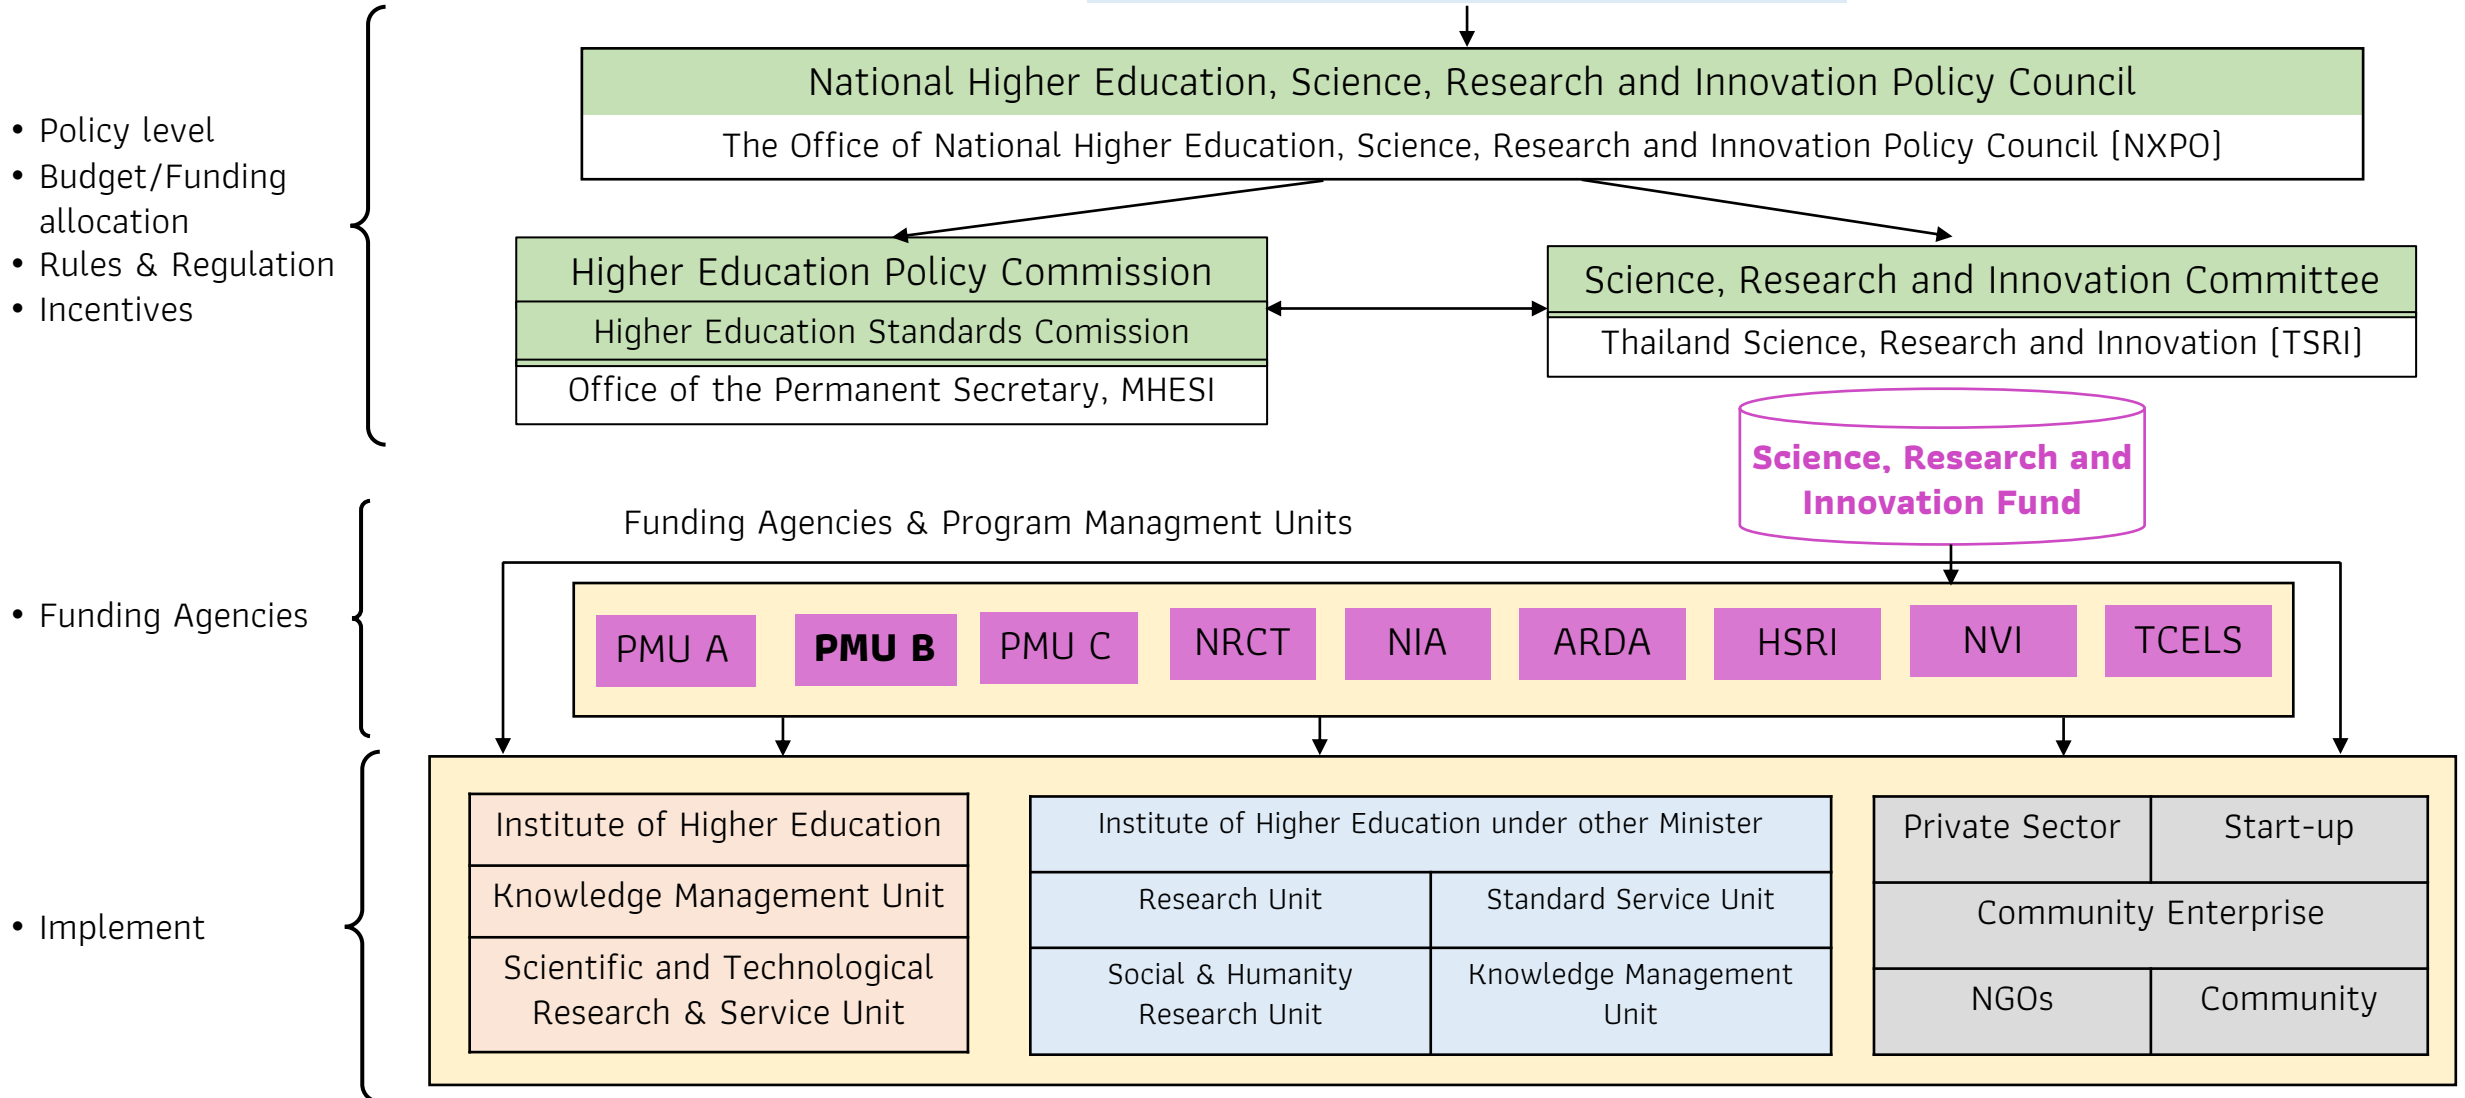 • Policy level
• Budget/Funding
allocation
• Rules & Regulation
• Incentives
National Higher Education, Science, Research and Innovation Policy Council
The Office of National Higher Education, Science, Research and Innovation Policy Council (NXPO)
Higher Education Policy Commission
Higher Education Standards Comission
Office of the Permanent Secretary, MHESI
Science, Research and Innovation Committee
Thailand Science, Research and Innovation (TSRI)
Science, Research and
Innovation Fund
Funding Agencies & Program Managment Units
• Funding Agencies
PMU A
PMU B
PMU C
NRCT
NIA
ARDA
HSRI
NVI
TCELS
• Implement
Institute of Higher Education
Knowledge Management Unit
Scientific and Technological
Research & Service Unit
Institute of Higher Education under other Minister
Research Unit
Standard Service Unit
Social & Humanity
Research Unit
Knowledge Management
Unit
Private Sector
Start-up
Community Enterprise
NGOs
Community